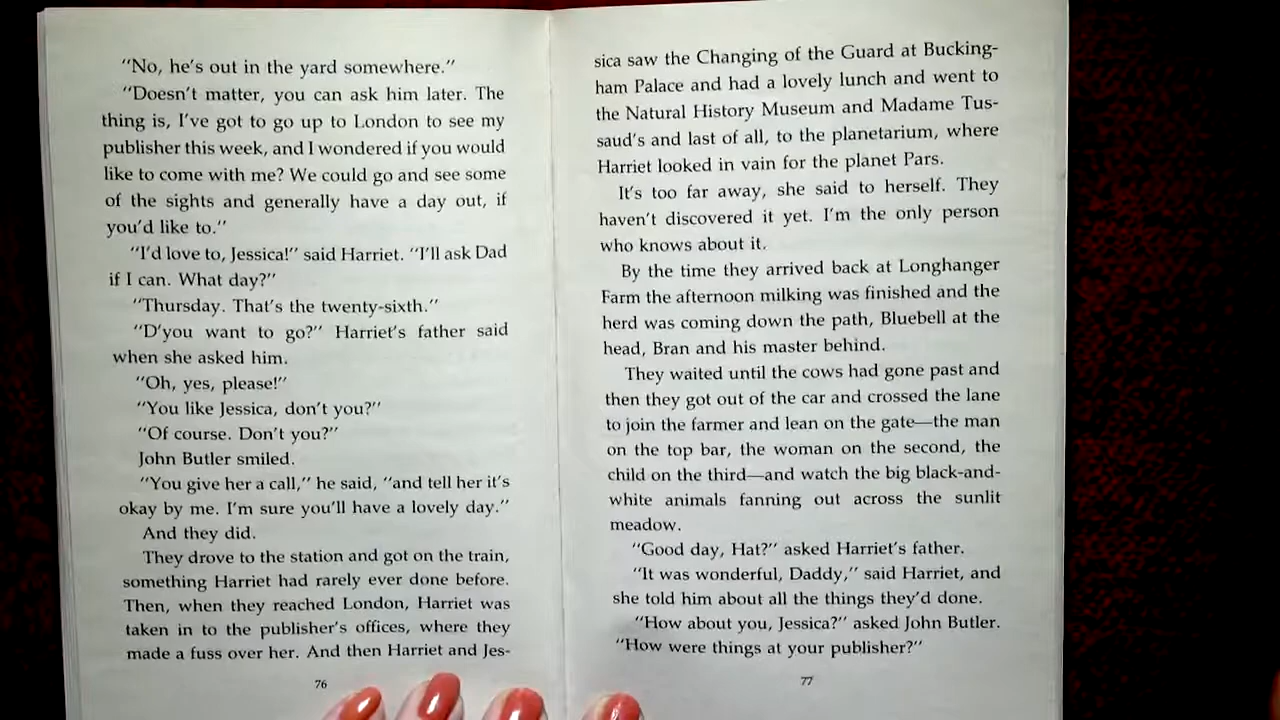 "No, he's out in the yard somewhere."
"Doesn't matter, you can ask him later. The
thing is, I've got to go up to London to see my
publisher this week, and I wondered if you would
like to come with me? We could go and see some
of the sights and generally have a day out, if
you'd like to."
"I'd love to, Jessica!" said Harriet. "I'll ask Dad
if I can. What day?"
"Thursday. That's the twenty-sixth."
"D'you want to go?" Harriet's father said
when she asked him.
"Oh, yes, please!"
"You like Jessica, don't you?"
"Of course. Don't you?"
John Butler smiled.
"You give her a call," he said, "and tell her it's
okay by me. I'm sure you'll have a lovely day."
And they did.
They drove to the station and got on the train,
something Harriet had rarely ever done before.
Then, when they reached London, Harriet was
taken in to the publisher's offices, where they
made a fuss over her. And then Harriet and Jes-
76
sica saw the Changing of the Guard at Bucking-
ham Palace and had a lovely lunch and went to
the Natural History Museum and Madame Tus-
saud's and last of all, to the planetarium, where
Harriet looked in vain for the planet Pars.
It's too far away, she said to herself. They
haven't discovered it yet. I'm the only person
who knows about it.
By the time they arrived back at Longhanger
Farm the afternoon milking was finished and the
herd was coming down the path, Bluebell at the
head, Bran and his master behind.
They waited until the cows had gone past and
then they got out of the car and crossed the lane
to join the farmer and lean on the gate—the man
on the top bar, the woman on the second, the
child on the third—and watch the big black-and-
white animals fanning out across the sunlit
meadow.
"Good day, Hat?" asked Harriet's father.
"It was wonderful, Daddy," said Harriet, and
she told him about all the things they'd done.
"How about you, Jessica?" asked John Butler.
"How were things at your publisher?"
77